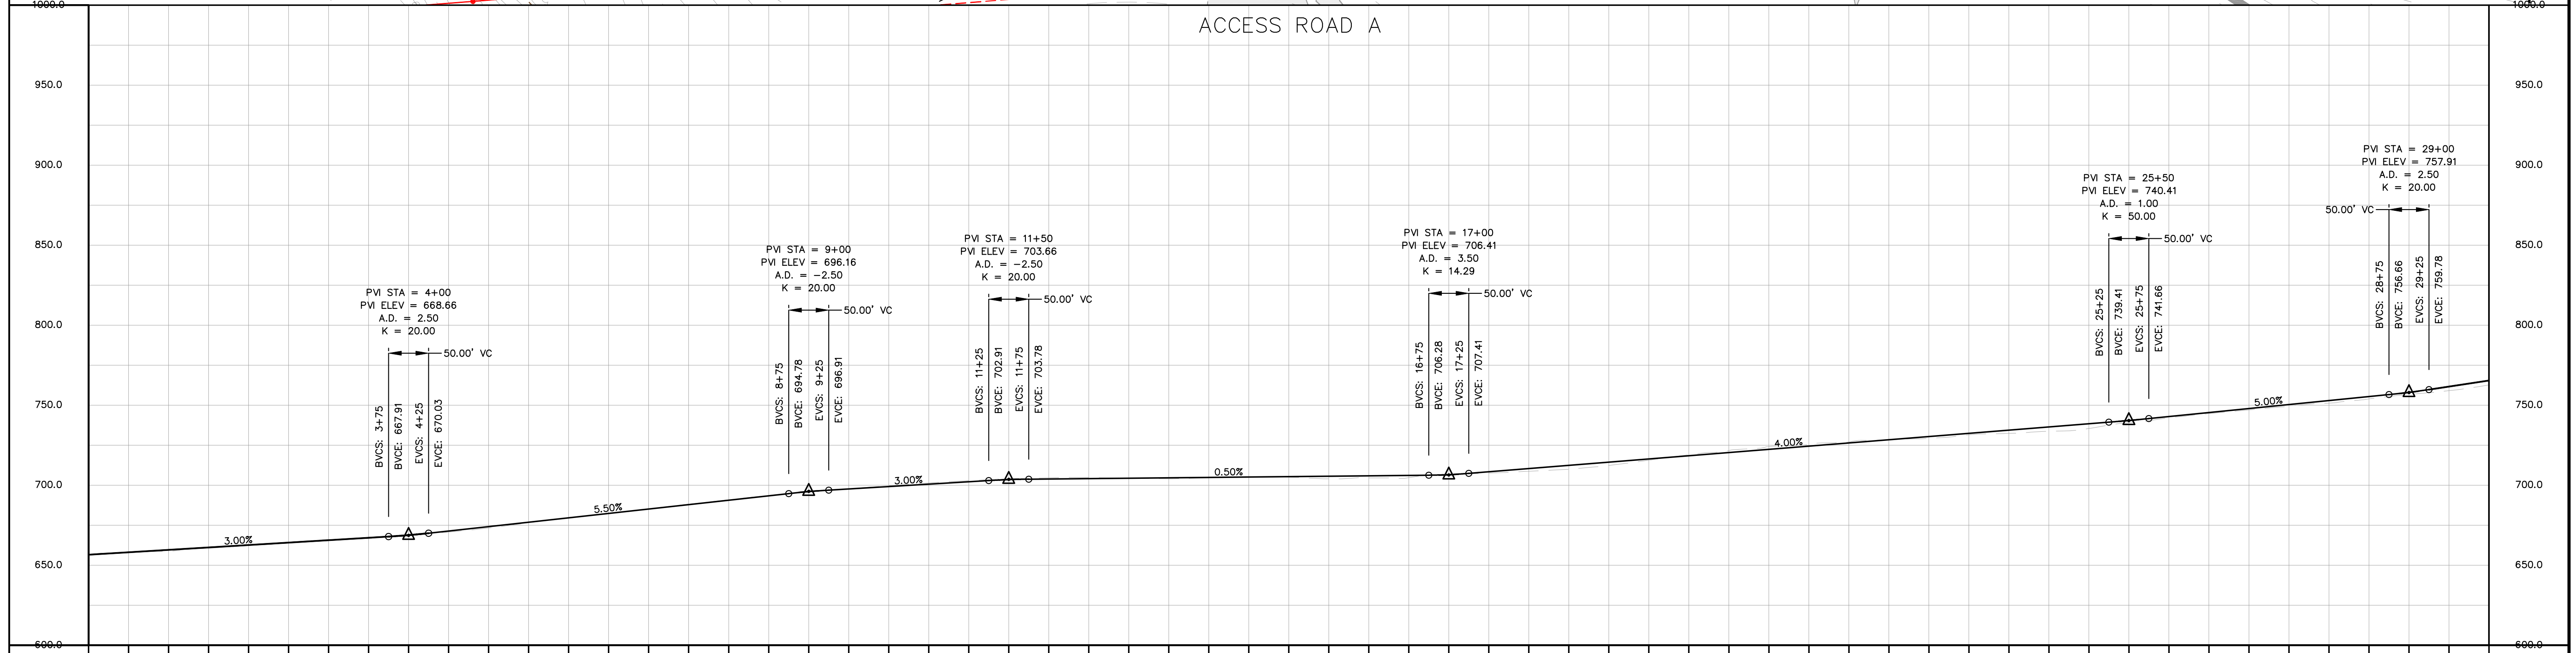 ACCESS ROAD A
1000.0
950.0
900.0
850.0
800.0
750.0
700.0
650.0
600.0
PVI STA = 4+00
PVI ELEV = 668.66
A.D. = 2.50
K = 20.00
50.00' VC
BVCS: 3+75
BVCE: 667.91
EVCS: 4+25
EVCE: 670.03
PVI STA = 9+00
PVI ELEV = 696.16
A.D. = -2.50
K = 20.00
50.00' VC
BVCS: 8+75
BVCE: 694.78
EVCS: 9+25
EVCE: 696.91
PVI STA = 11+50
PVI ELEV = 703.66
A.D. = -2.50
K = 20.00
50.00' VC
BVCS: 11+25
BVCE: 702.91
EVCS: 11+75
EVCE: 703.78
PVI STA = 17+00
PVI ELEV = 706.41
A.D. = 3.50
K = 14.29
50.00' VC
BVCS: 16+75
BVCE: 706.28
EVCS: 17+25
EVCE: 707.41
PVI STA = 25+50
PVI ELEV = 740.41
A.D. = 1.00
K = 50.00
50.00' VC
BVCS: 25+25
BVCE: 739.41
EVCS: 25+75
EVCE: 741.66
PVI STA = 29+00
PVI ELEV = 757.91
A.D. = 2.50
K = 20.00
50.00' VC
BVCS: 28+75
BVCE: 756.66
EVCS: 29+25
EVCE: 759.78
3.00%
5.50%
3.00%
0.50%
4.00%
5.00%
1000.0
950.0
900.0
850.0
800.0
750.0
700.0
650.0
600.0